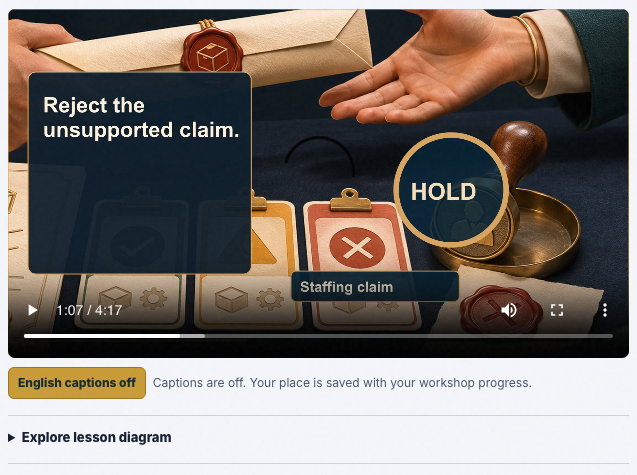 Reject the
unsupported claim.
HOLD
Staffing claim
1:07 / 4:17
English captions off
Captions are off. Your place is saved with your workshop progress.
Explore lesson diagram